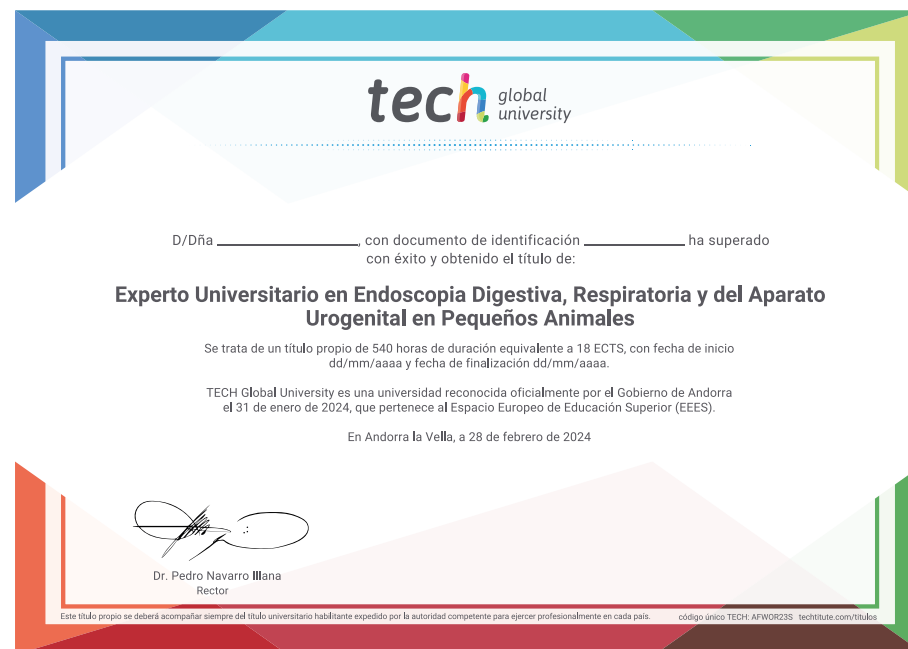 tech global university
D/Dña ____________, con documento de identificación ____________ ha superado
con éxito y obtenido el título de:
Experto Universitario en Endoscopia Digestiva, Respiratoria y del Aparato
Urogenital en Pequeños Animales
Se trata de un título propio de 540 horas de duración equivalente a 18 ECTS, con fecha de inicio
dd/mm/aaaa y fecha de finalización dd/mm/aaaa.
TECH Global University es una universidad reconocida oficialmente por el Gobierno de Andorra
el 31 de enero de 2024, que pertenece al Espacio Europeo de Educación Superior (EEES).
En Andorra la Vella, a 28 de febrero de 2024
Dr. Pedro Navarro Illana
Rector
Este título propio se deberá acompañar siempre del título universitario habilitante expedido por la autoridad competente para ejercer profesionalmente en cada país. código único TECH: AFWOR23S techtitute.com/titulos